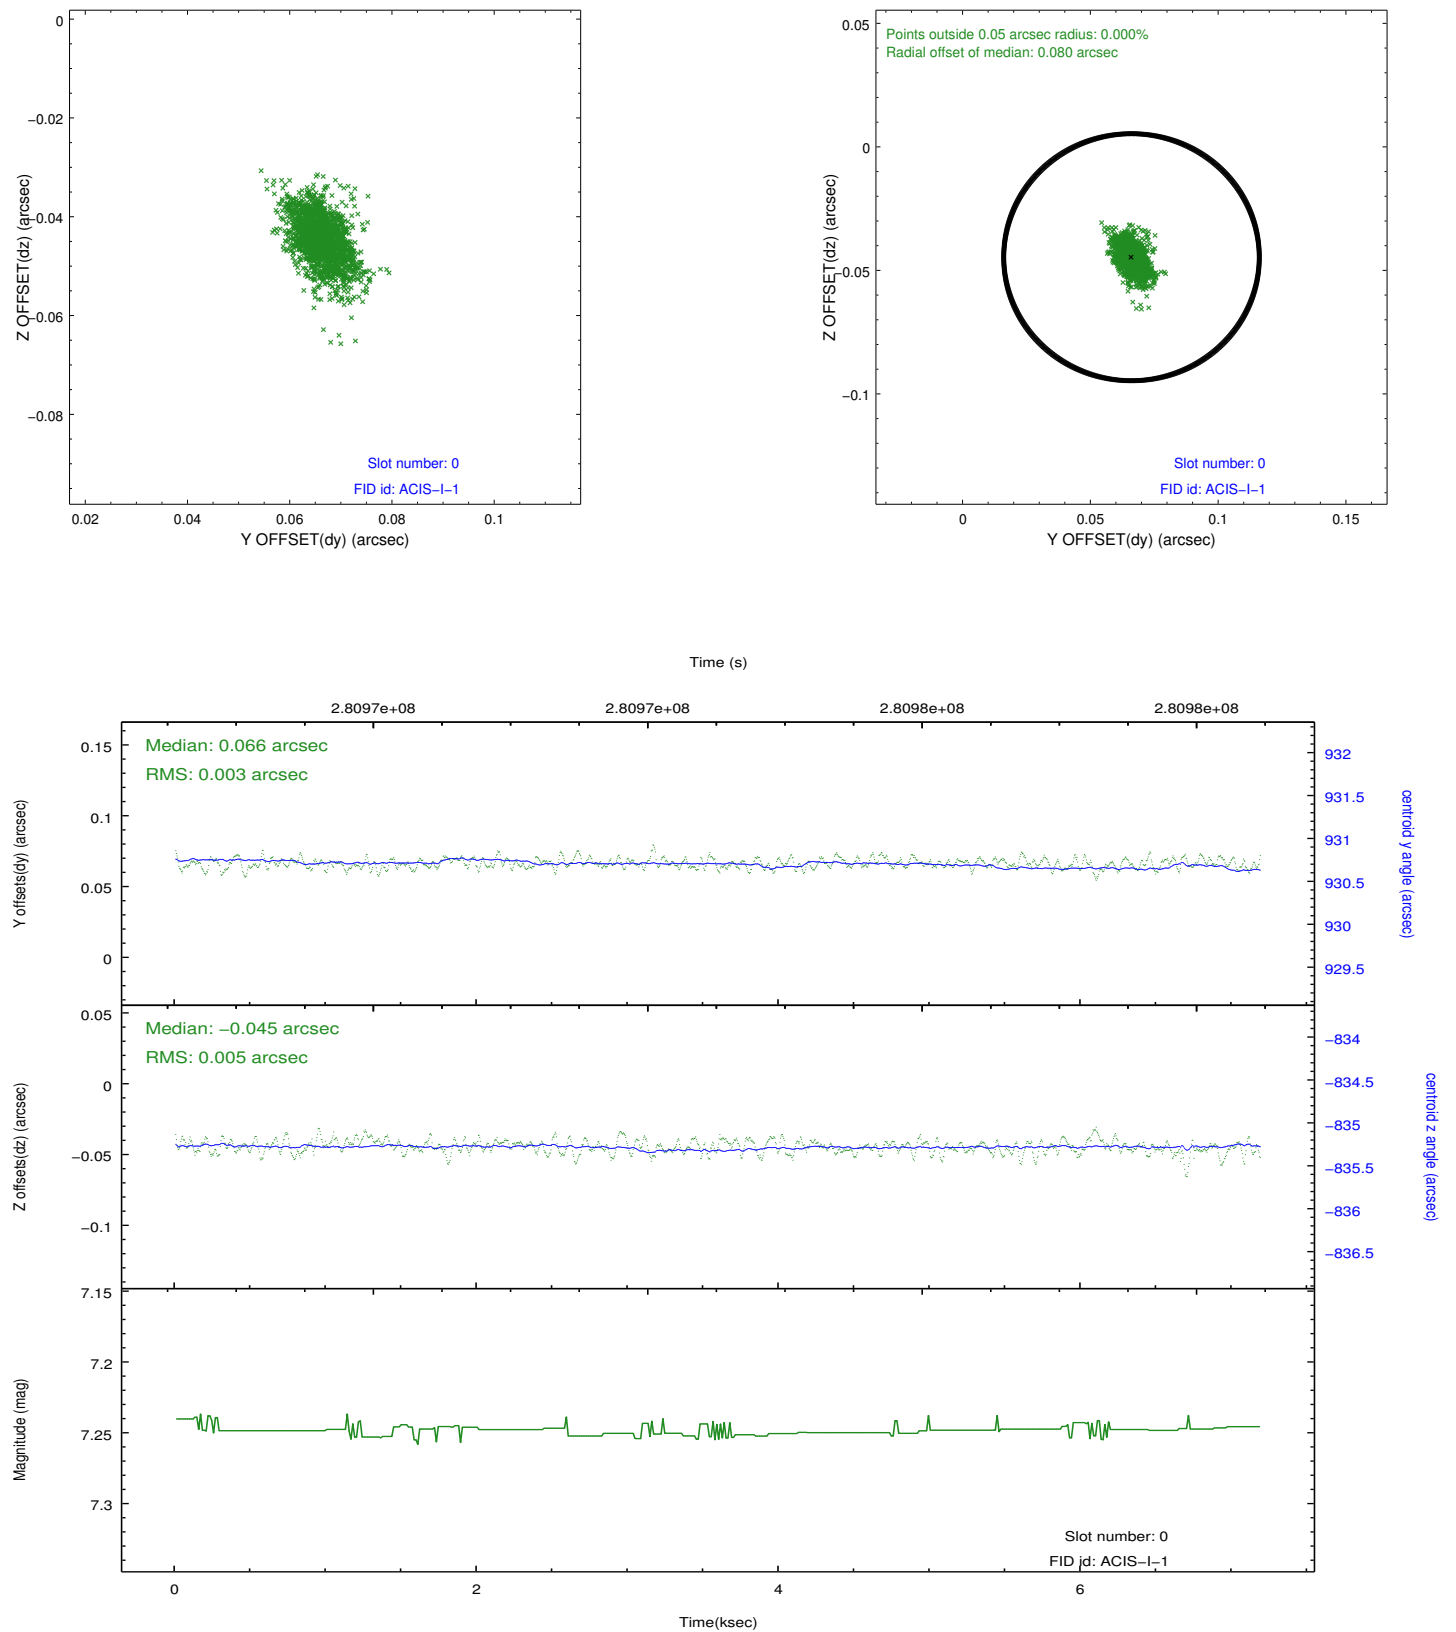 0
−0.02
−0.04
−0.06
−0.08
Z OFFSET(dz) (arcsec)
Slot number: 0
FID id: ACIS−I−1
0.02
0.04
0.06
0.08
0.1
Y OFFSET(dy) (arcsec)
Points outside 0.05 arcsec radius: 0.000%
Radial offset of median: 0.080 arcsec
0.05
0
−0.05
−0.1
Z OFFSET(dz) (arcsec)
Slot number: 0
FID id: ACIS−I−1
0
0.05
0.1
0.15
Y OFFSET(dy) (arcsec)
Time (s)
2.8097e+08
2.8097e+08
2.8098e+08
2.8098e+08
Median: 0.066 arcsec
RMS: 0.003 arcsec
0.15
0.1
0.05
0
Y offsets(dy) (arcsec)
932
931.5
931
930.5
930
929.5
centroid y angle (arcsec)
Median: −0.045 arcsec
RMS: 0.005 arcsec
0.05
0
−0.05
−0.1
Z offsets(dz) (arcsec)
−834
−834.5
−835
−835.5
−836
−836.5
centroid z angle (arcsec)
7.15
7.2
7.25
7.3
Magnitude (mag)
Slot number: 0
FID id: ACIS−I−1
0
2
4
6
Time(ksec)